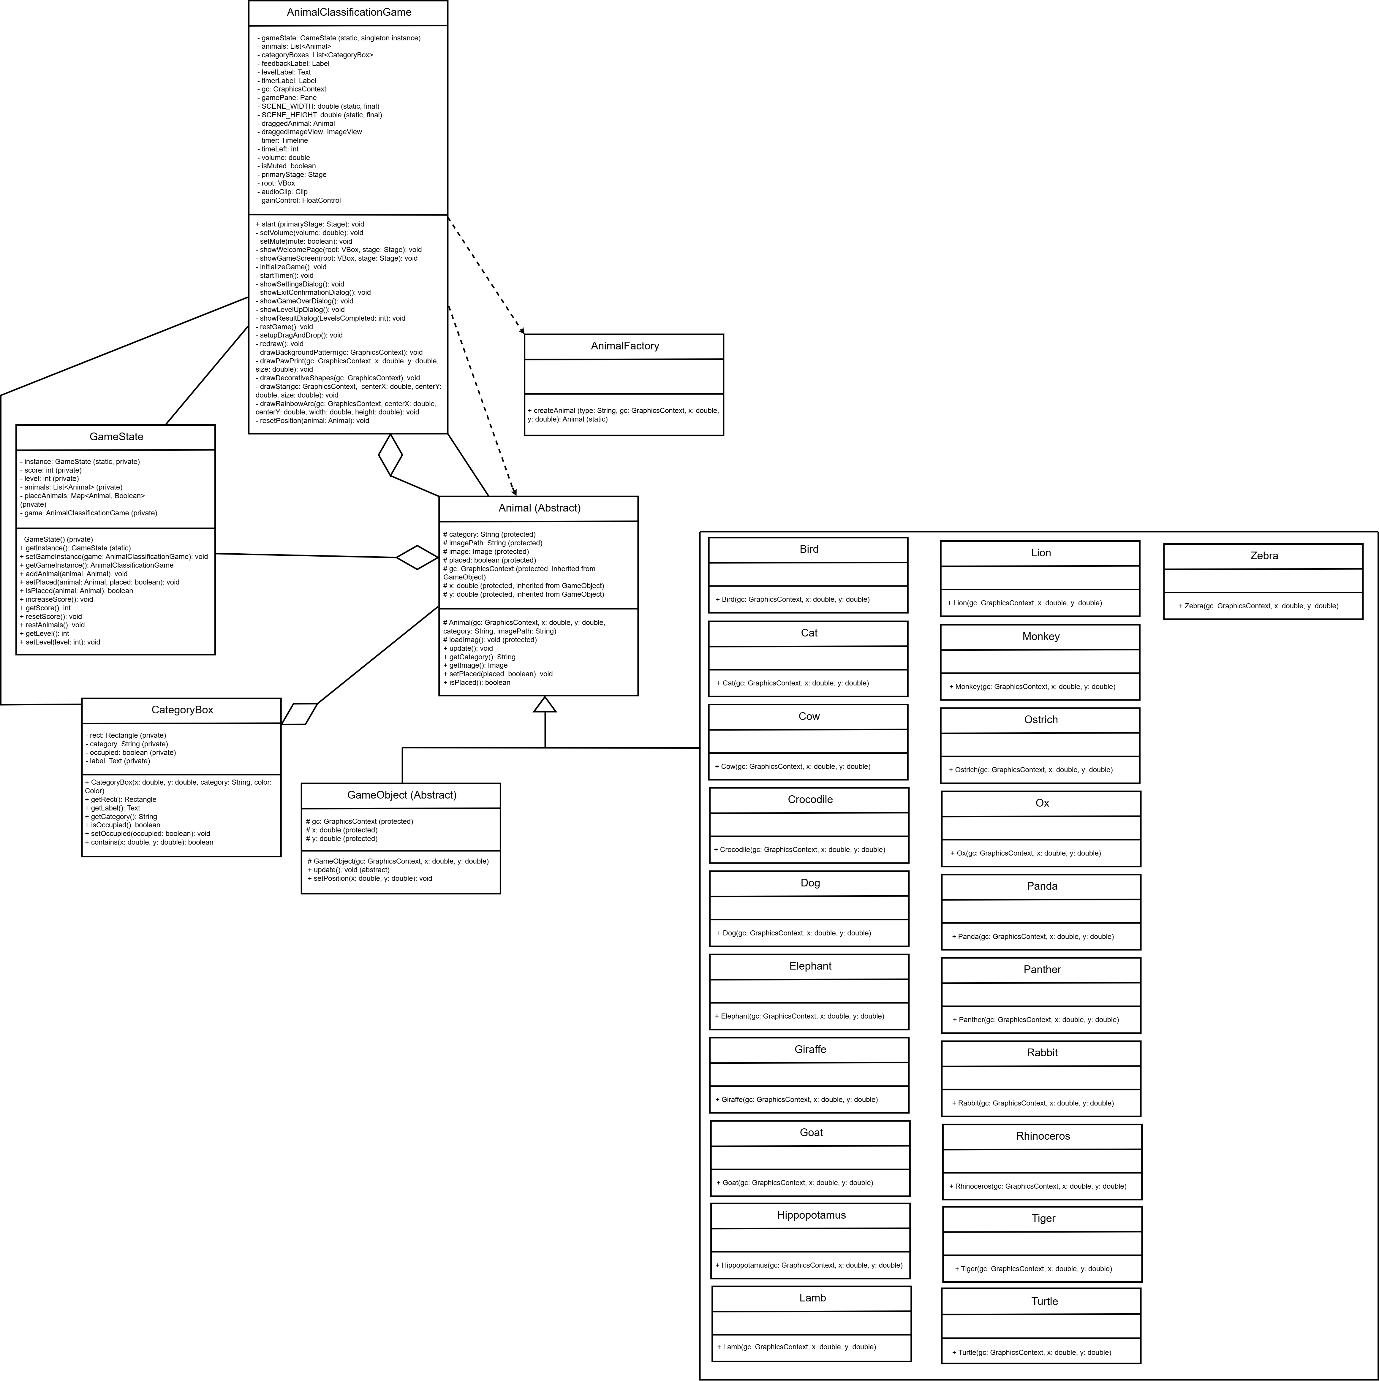 AnimalClassificationGame
- gameState: GameState (static, singleton instance)
- animals: List<Animal>
- categoryBoxes: List<CategoryBox>
- feedbackLabel: Label
- levelLabel: Text
- timerLabel: Label
- gc: GraphicsContext
- gamePane: Pane
- SCENE_WIDTH: double (static, final)
- SCENE_HEIGHT: double (static, final)
- draggedAnimal: Animal
- draggedImageView: ImageView
timer: Timeline
- timeLeft: int
- volume: double
- isMuted: boolean
- primaryStage: Stage
- root: VBox
- audioClip: Clip
gainControl: FloatControl
+ start (primaryStage: Stage): void
- setVolume(volume: double): void
setMute(mute: boolean): void
- showWelcomePage(root: VBox, stage: Stage): void
- showGameScreen(root: VBox, stage: Stage): void
- initializeGame(): void
startTimer(): void
- showSettingsDialog(): void
- showExitConfirmationDialog(): void
- showGameOverDialog(): void
- showLevelUpDialog(): void
- showResultDialog(LevelsCompleted: int): void
- restGame(): void
- setupDragAndDrop(): void
- redraw(): void
drawBackgroundPattern(gc: GraphicsContext): void
- drawPawPrint(gc: GraphicsContext, x: double, y: double,
size: double): void
- drawDecorativeShapes(gc: GraphicsContext): void
- drawStar(gc: GraphicsContext, centerX: double, centerY:
double, size: double): void
- drawRainbowArc(gc: GraphicsContext, centerX: double,
centerY: double, width: double, height: double): void
- resetPosition(animal: Animal): void
AnimalFactory
+ createAnimal (type: String, gc: GraphicsContext, x: double,
y: double): Animal (static)
GameState
- instance: GameState (static, private)
- score: int (private)
- level: int (private)
- animals: List<Animal> (private)
- placeAnimals: Map<Animal, Boolean>
(private)
- game: AnimalClassificationGame (private)
GameState() (private)
+ getInstance(): GameState (static)
+ setGameInstance(game: AnimalClassificationGame): void
+ getGameInstance(): AnimalClassificationGame
+ addAnimal(animal: Animal): void
+ setPlaced(animal: Animal, placed: boolean): void
+ isPlaced(animal: Animal): boolean
+ increaseScore(): void
+ getScore(): int
+ resetScore(): void
+ restAnimals(): void
+ getLevel(): int
+ setLevel(level: int): void
Animal (Abstract)
# category: String (protected)
# imagePath: String (protected)
# image: Image (protected)
# placed: boolean (protected)
# gc: GraphicsContext (protected, inherited from
GameObject)
# x: double (protected, inherited from GameObject)
# y: double (protected, inherited from GameObject)
# Animal(gc: GraphicsContext, x: double, y: double,
category: String, imagePath: String)
# loadImag(): void (protected)
+ update(): void
+ getCategory(): String
+ getImage(): Image
+ setPlaced(placed: boolean): void
+ isPlaced(): boolean
CategoryBox
- rect: Rectangle (private)
- category: String (private)
- occupied: boolean (private)
- label: Text (private)
+ CategoryBox(x: double, y: double, category: String, color:
Color)
+ getRect(): Rectangle
+ getLabel(): Text
+ getCategory(): String
+ isOccupied(): boolean
+ setOccupied(occupied: boolean): void
+ contains(x: double, y: double): boolean
GameObject (Abstract)
# gc: GraphicsContext (protected)
# x: double (protected)
# y: double (protected)
# GameObject(gc: GraphicsContext, x: double, y: double)
+ update(): void (abstract)
+ setPosition(x: double, y: double): void
Bird
+ Bird(gc: GraphicsContext, x: double, y: double)
Cat
+ Cat(gc: GraphicsContext, x: double, y: double)
Cow
+ Cow(gc: GraphicsContext, x: double, y: double)
Crocodile
+ Crocodile(gc: GraphicsContext, x: double, y: double)
Dog
+ Dog(gc: GraphicsContext, x: double, y: double)
Elephant
+ Elephant(gc: GraphicsContext, x: double, y: double)
Giraffe
+ Giraffe(gc: GraphicsContext, x: double, y: double)
Goat
+ Goat(gc: GraphicsContext, x: double, y: double)
Hippopotamus
+ Hippopotamus(gc: GraphicsContext, x: double, y: double)
Lamb
+ Lamb(gc: GraphicsContext, x: double, y: double)
Lion
+ Lion(gc: GraphicsContext, x: double, y: double)
Monkey
+ Monkey(gc: GraphicsContext, x: double, y: double)
Ostrich
+ Ostrich(gc: GraphicsContext, x: double, y: double)
Ox
+ Ox(gc: GraphicsContext, x: double, y: double)
Panda
+ Panda(gc: GraphicsContext, x: double, y: double)
Panther
+ Panther(gc: GraphicsContext, x: double, y: double)
Rabbit
+ Rabbit(gc: GraphicsContext, x: double, y: double)
Rhinoceros
+ Rhinoceros(gc: GraphicsContext, x: double, y: double)
Tiger
+ Tiger(gc: GraphicsContext, x: double, y: double)
Turtle
+ Turtle(gc: GraphicsContext, x: double, y: double)
Zebra
+ Zebra(gc: GraphicsContext, x: double, y: double)